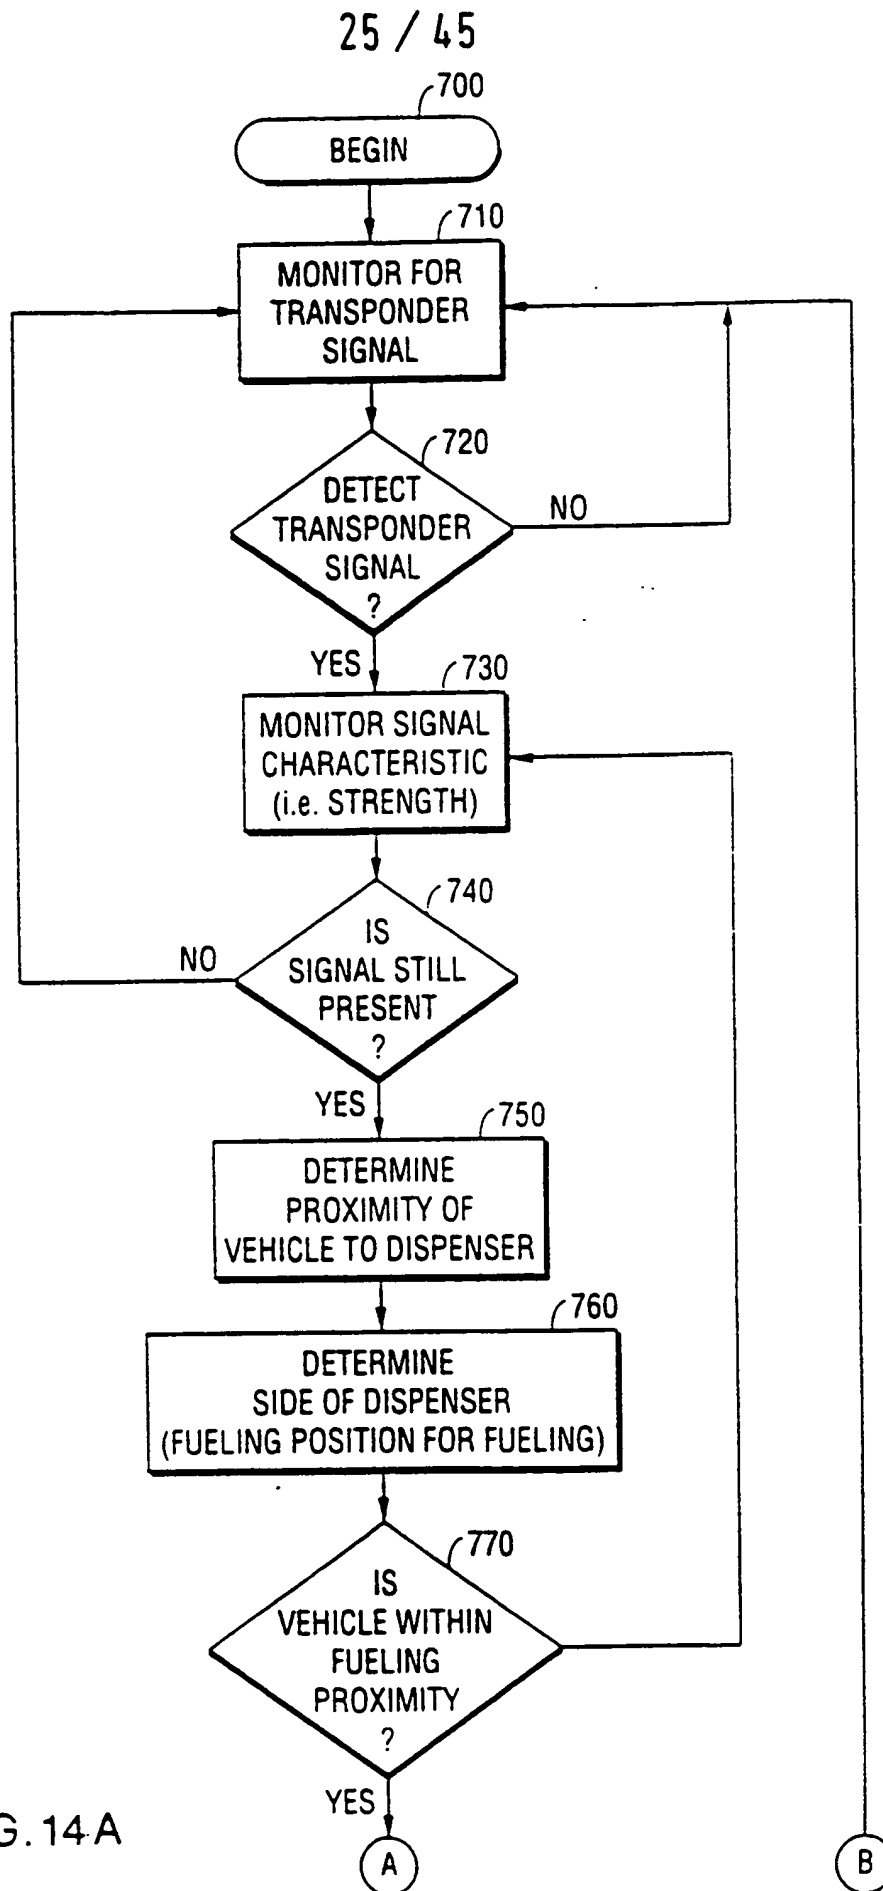 25 / 45
700
BEGIN
710
MONITOR FOR
TRANSPONDER
SIGNAL
720
DETECT
TRANSPONDER
SIGNAL
?
NO
YES
730
MONITOR SIGNAL
CHARACTERISTIC
(i.e. STRENGTH)
740
IS
SIGNAL STILL
PRESENT
?
NO
YES
750
DETERMINE
PROXIMITY OF
VEHICLE TO DISPENSER
760
DETERMINE
SIDE OF DISPENSER
(FUELING POSITION FOR FUELING)
770
IS
VEHICLE WITHIN
FUELING
PROXIMITY
?
YES
G. 14A
A
B